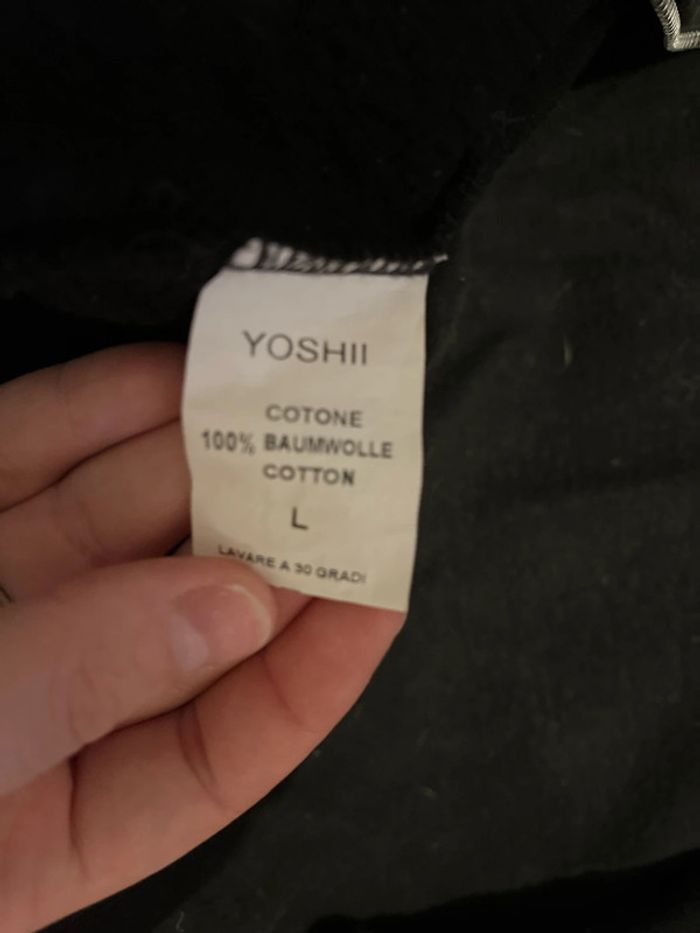 YOSHII
COTONE
100% BAUMWOLLE
COTTON
L
LAVARE A 30 GRADI